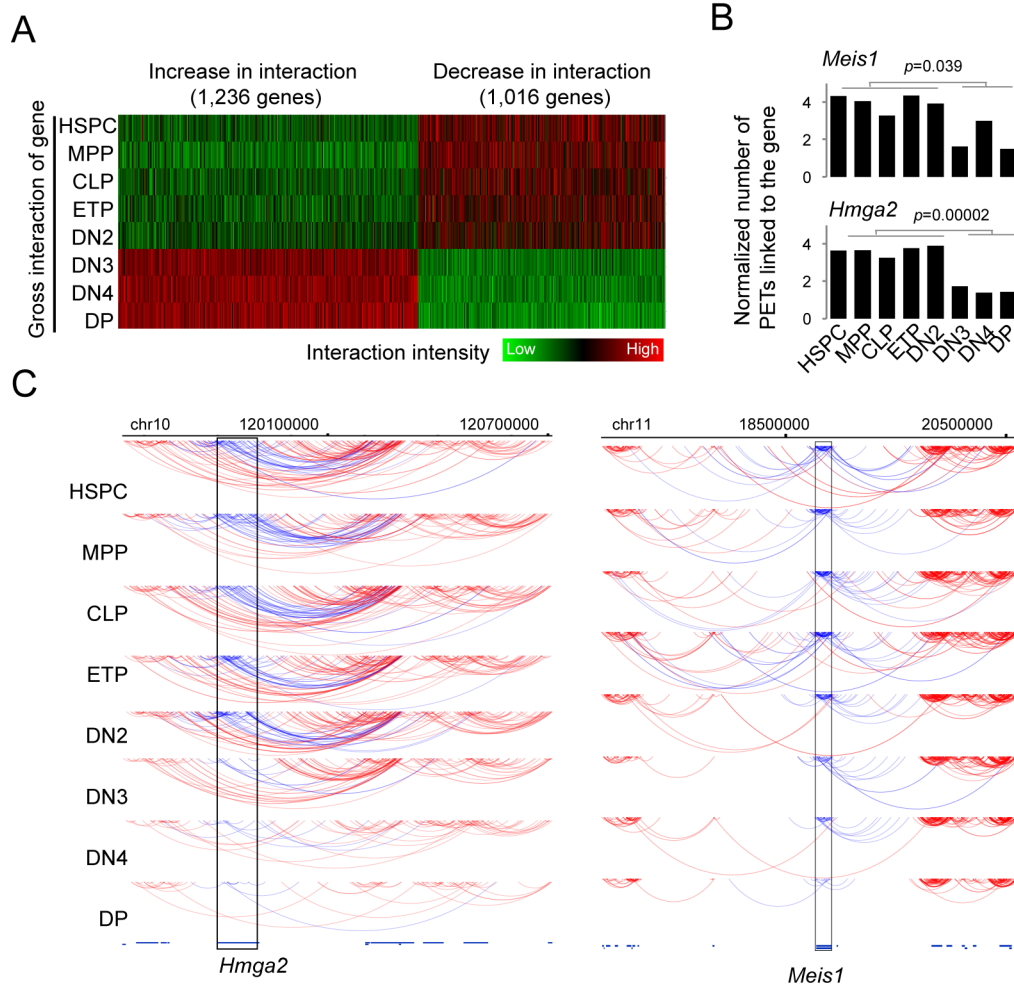 A
Increase in interaction
(1,236 genes)
Decrease in interaction
(1,016 genes)
Gross interaction of gene
HSPC
MPP
CLP
ETP
DN2
DN3
DN4
DP
Interaction intensity
Low
High
B
Normalized number of
PETs linked to the gene
Meis1
p=0.039
4
2
0
Hmga2
p=0.00002
4
2
0
HSPC
MPP
CLP
ETP
DN2
DN3
DN4
DP
C
chr10
120100000
120700000
chr11
18500000
20500000
HSPC
MPP
CLP
ETP
DN2
DN3
DN4
DP
Hmga2
Meis1